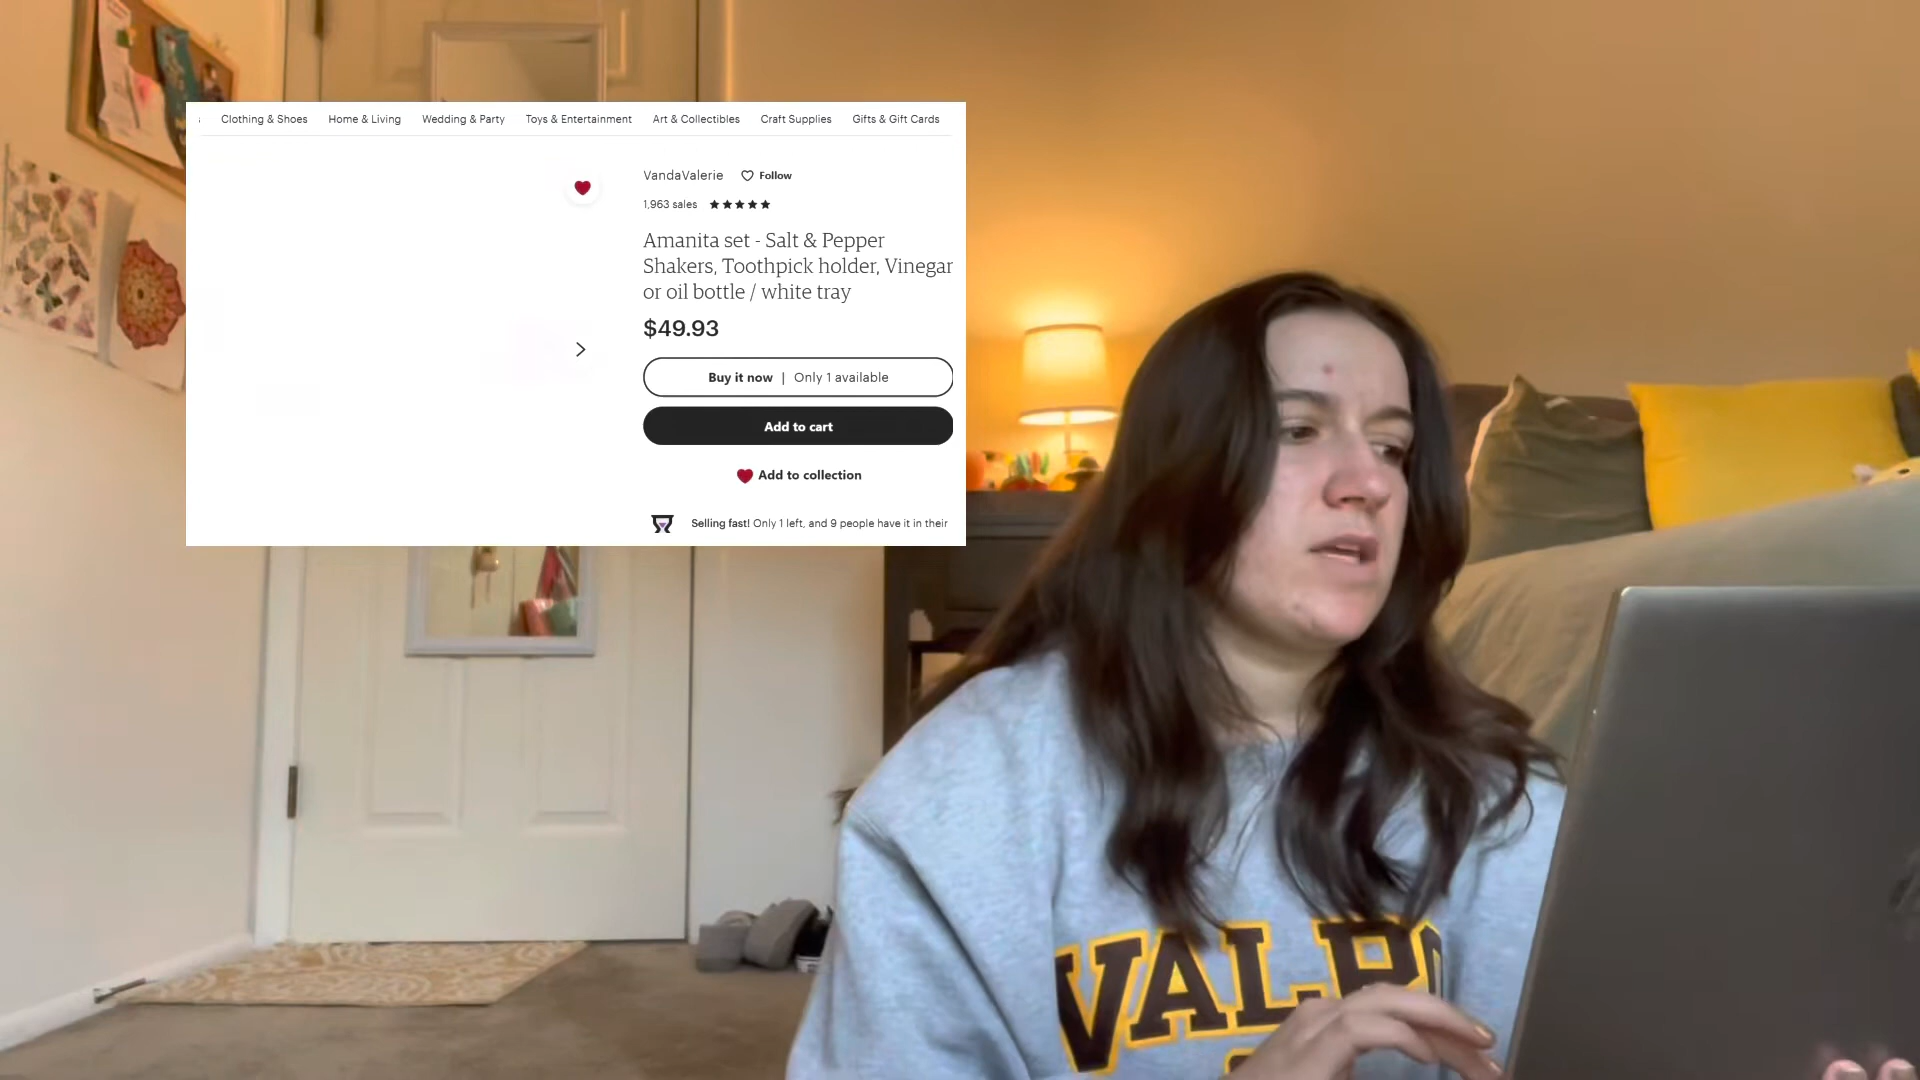 Clothing & Shoes Home & Living Wedding & Party Toys & Entertainment Art & Collectibles Craft Supplies Gifts & Gift Cards
VandaValerie Follow
1,963 sales
Amanita set - Salt & Pepper
Shakers, Toothpick holder, Vinegar
or oil bottle / white tray
$49.93
Buy it now | Only 1 available
Add to cart
Add to collection
Selling fast! Only 1 left, and 9 people have it in their
VALPO